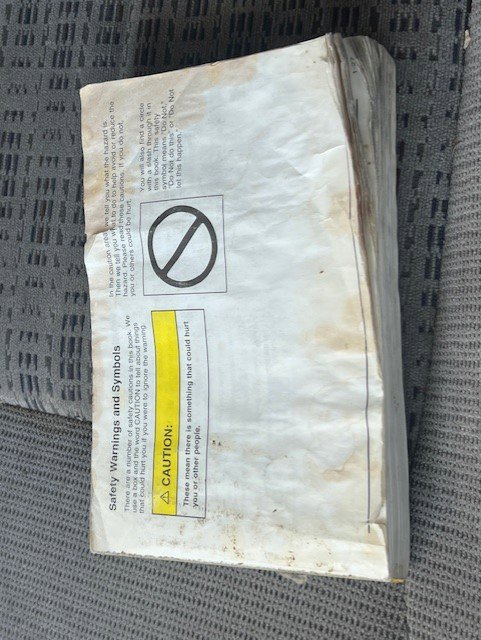 Safety Warnings and Symbols
There are a number of safety cautions in this book. We
use a box and the word CAUTION to tell about things
that could hurt you if you were to ignore the warning.
⚠ CAUTION:
These mean there is something that could hurt
you or other people.
In the caution area, we tell you what the hazard is.
Then we tell you what to do to help avoid or reduce the
hazard. Please read these cautions. If you do not,
you or others could be hurt.
You will also find a circle
with a slash through it in
this book. This safety
symbol means "Do Not,"
"Do Not do this" or "Do Not
let this happen."